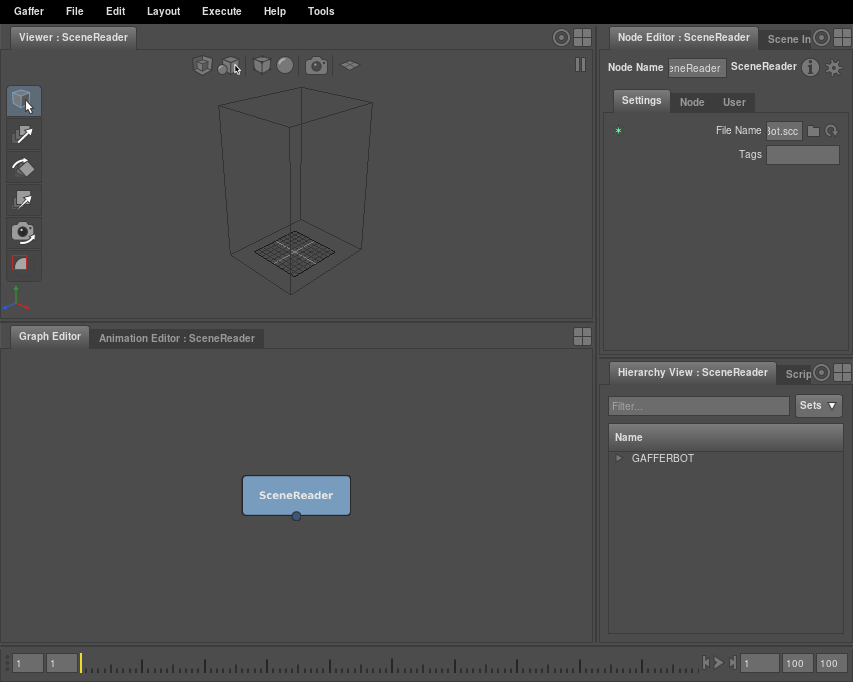 Gaffer File Edit Layout Execute Help Tools
Viewer : SceneReader
Node Editor : SceneReader Scene In
Node Name eneReader SceneReader
Settings Node User
File Name Bot.scc
Tags
Graph Editor Animation Editor : SceneReader
SceneReader
Hierarchy View : SceneReader Scrip
Filter... Sets
Name
GAFFERBOT
1 1 1 100 100